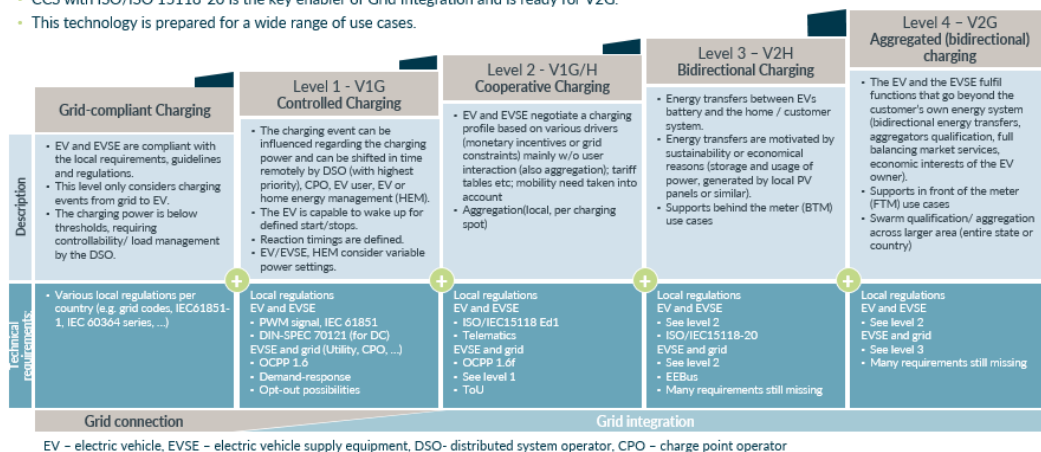 CCS with ISO/ISO 15118-20 is the key enabler of Grid integration and is ready for V2G.
• This technology is prepared for a wide range of use cases.
Grid-compliant Charging
Level 1 - V1G
Controlled Charging
Level 2 - V1G/H
Cooperative Charging
Level 3 – V2H
Bidirectional Charging
Level 4 – V2G
Aggregated (bidirectional)
charging
Description
• EV and EVSE are compliant with
the local requirements, guidelines
and regulations.
• This level only considers charging
events from grid to EV.
• The charging power is below
thresholds, requiring
controllability/ load management
by the DSO.
• The charging event can be
influenced regarding the charging
power and can be shifted in time
remotely by DSO (with highest
priority), CPO, EV user, EV or
home energy management (HEM).
• The EV is capable to wake up for
defined start/stops.
• Reaction timings are defined.
• EV/EVSE, HEM consider variable
power settings.
• EV and EVSE negotiate a charging
profile based on various drivers
(monetary incentives or grid
constraints) mainly w/o user
interaction (also aggregation); tariff
tables etc; mobility need taken into
account
• Aggregation(local, per charging
spot)
• Energy transfers between EVs
battery and the home / customer
system.
• Energy transfers are motivated by
sustainability or economical
reasons (storage and usage of
power, generated by local PV
panels or similar).
• Supports behind the meter (BTM)
use cases
• The EV and the EVSE fulfil
functions that go beyond the
customer's own energy system
(bidirectional energy transfers,
aggregators qualification, full
balancing market services,
economic interests of the EV
owner).
• Supports in front of the meter
(FTM) use cases
• Swarm qualification/ aggregation
across larger area (entire state or
country)
+
+
+
+
Technical
requirements:
• Various local regulations per
country (e.g. grid codes, IEC61851-
1, IEC 60364 series, ...)
Local regulations
EV and EVSE
• PWM signal, IEC 61851
• DIN-SPEC 70121 (for DC)
EVSE and grid (Utility, CPO, ...)
• OCPP 1.6
• Demand-response
• Opt-out possibilities
Local regulations
EV and EVSE
• ISO/IEC15118 Ed1
• Telematics
EVSE and grid
• OCPP 1.6f
• See level 1
• ToU
Local regulations
EV and EVSE
• See level 2
• ISO/IEC15118-20
EVSE and grid
• See level 2
• EEBus
• Many requirements still missing
Local regulations
EV and EVSE
• See level 2
EVSE and grid
• See level 3
• Many requirements still missing
Grid connection
Grid integration
EV – electric vehicle, EVSE – electric vehicle supply equipment, DSO- distributed system operator, CPO – charge point operator